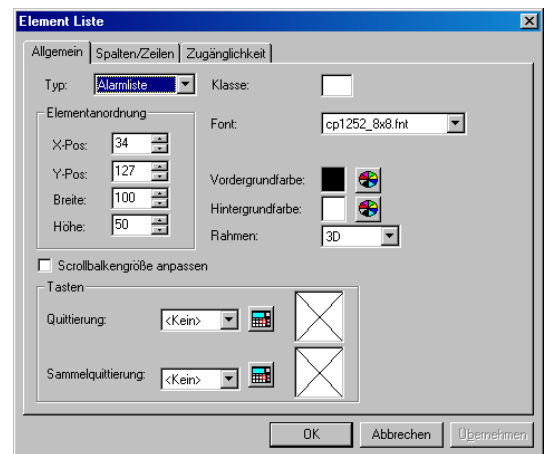 Element Liste
Allgemein Spalten/Zeilen Zugänglichkeit
Typ: Alarmliste Klasse:
Elementanordnung
Font: cp1252_8x8.fnt
X-Pos: 34
Y-Pos: 127
Vordergrundfarbe:
Breite: 100
Hintergrundfarbe:
Höhe: 50
Rahmen: 3D
Scrollbalkengröße anpassen
Tasten
Quittierung: <Kein>
Sammelquittierung: <Kein>
OK Abbrechen Übernehmen